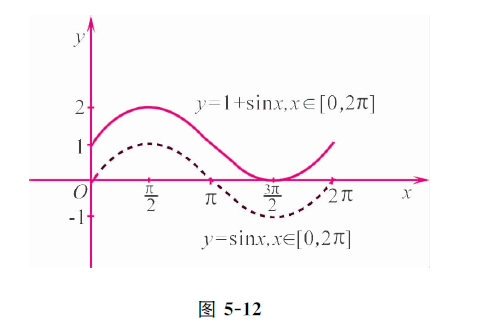 y
2
y=1+sinx,x∈[0,2π]
1
O
π/2
π
3π/2
2π
x
-1
y=sinx,x∈[0,2π]
图 5-12